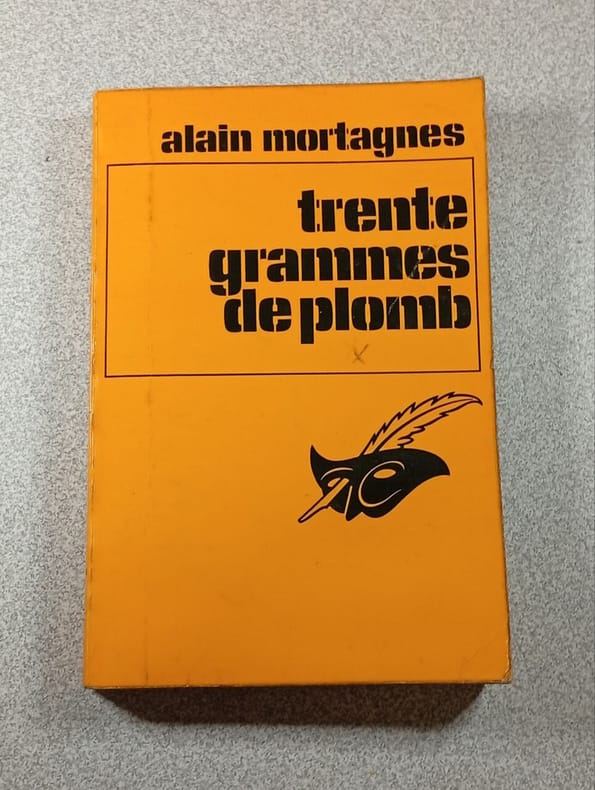 alain mortagnes
trente
grammes
de plomb